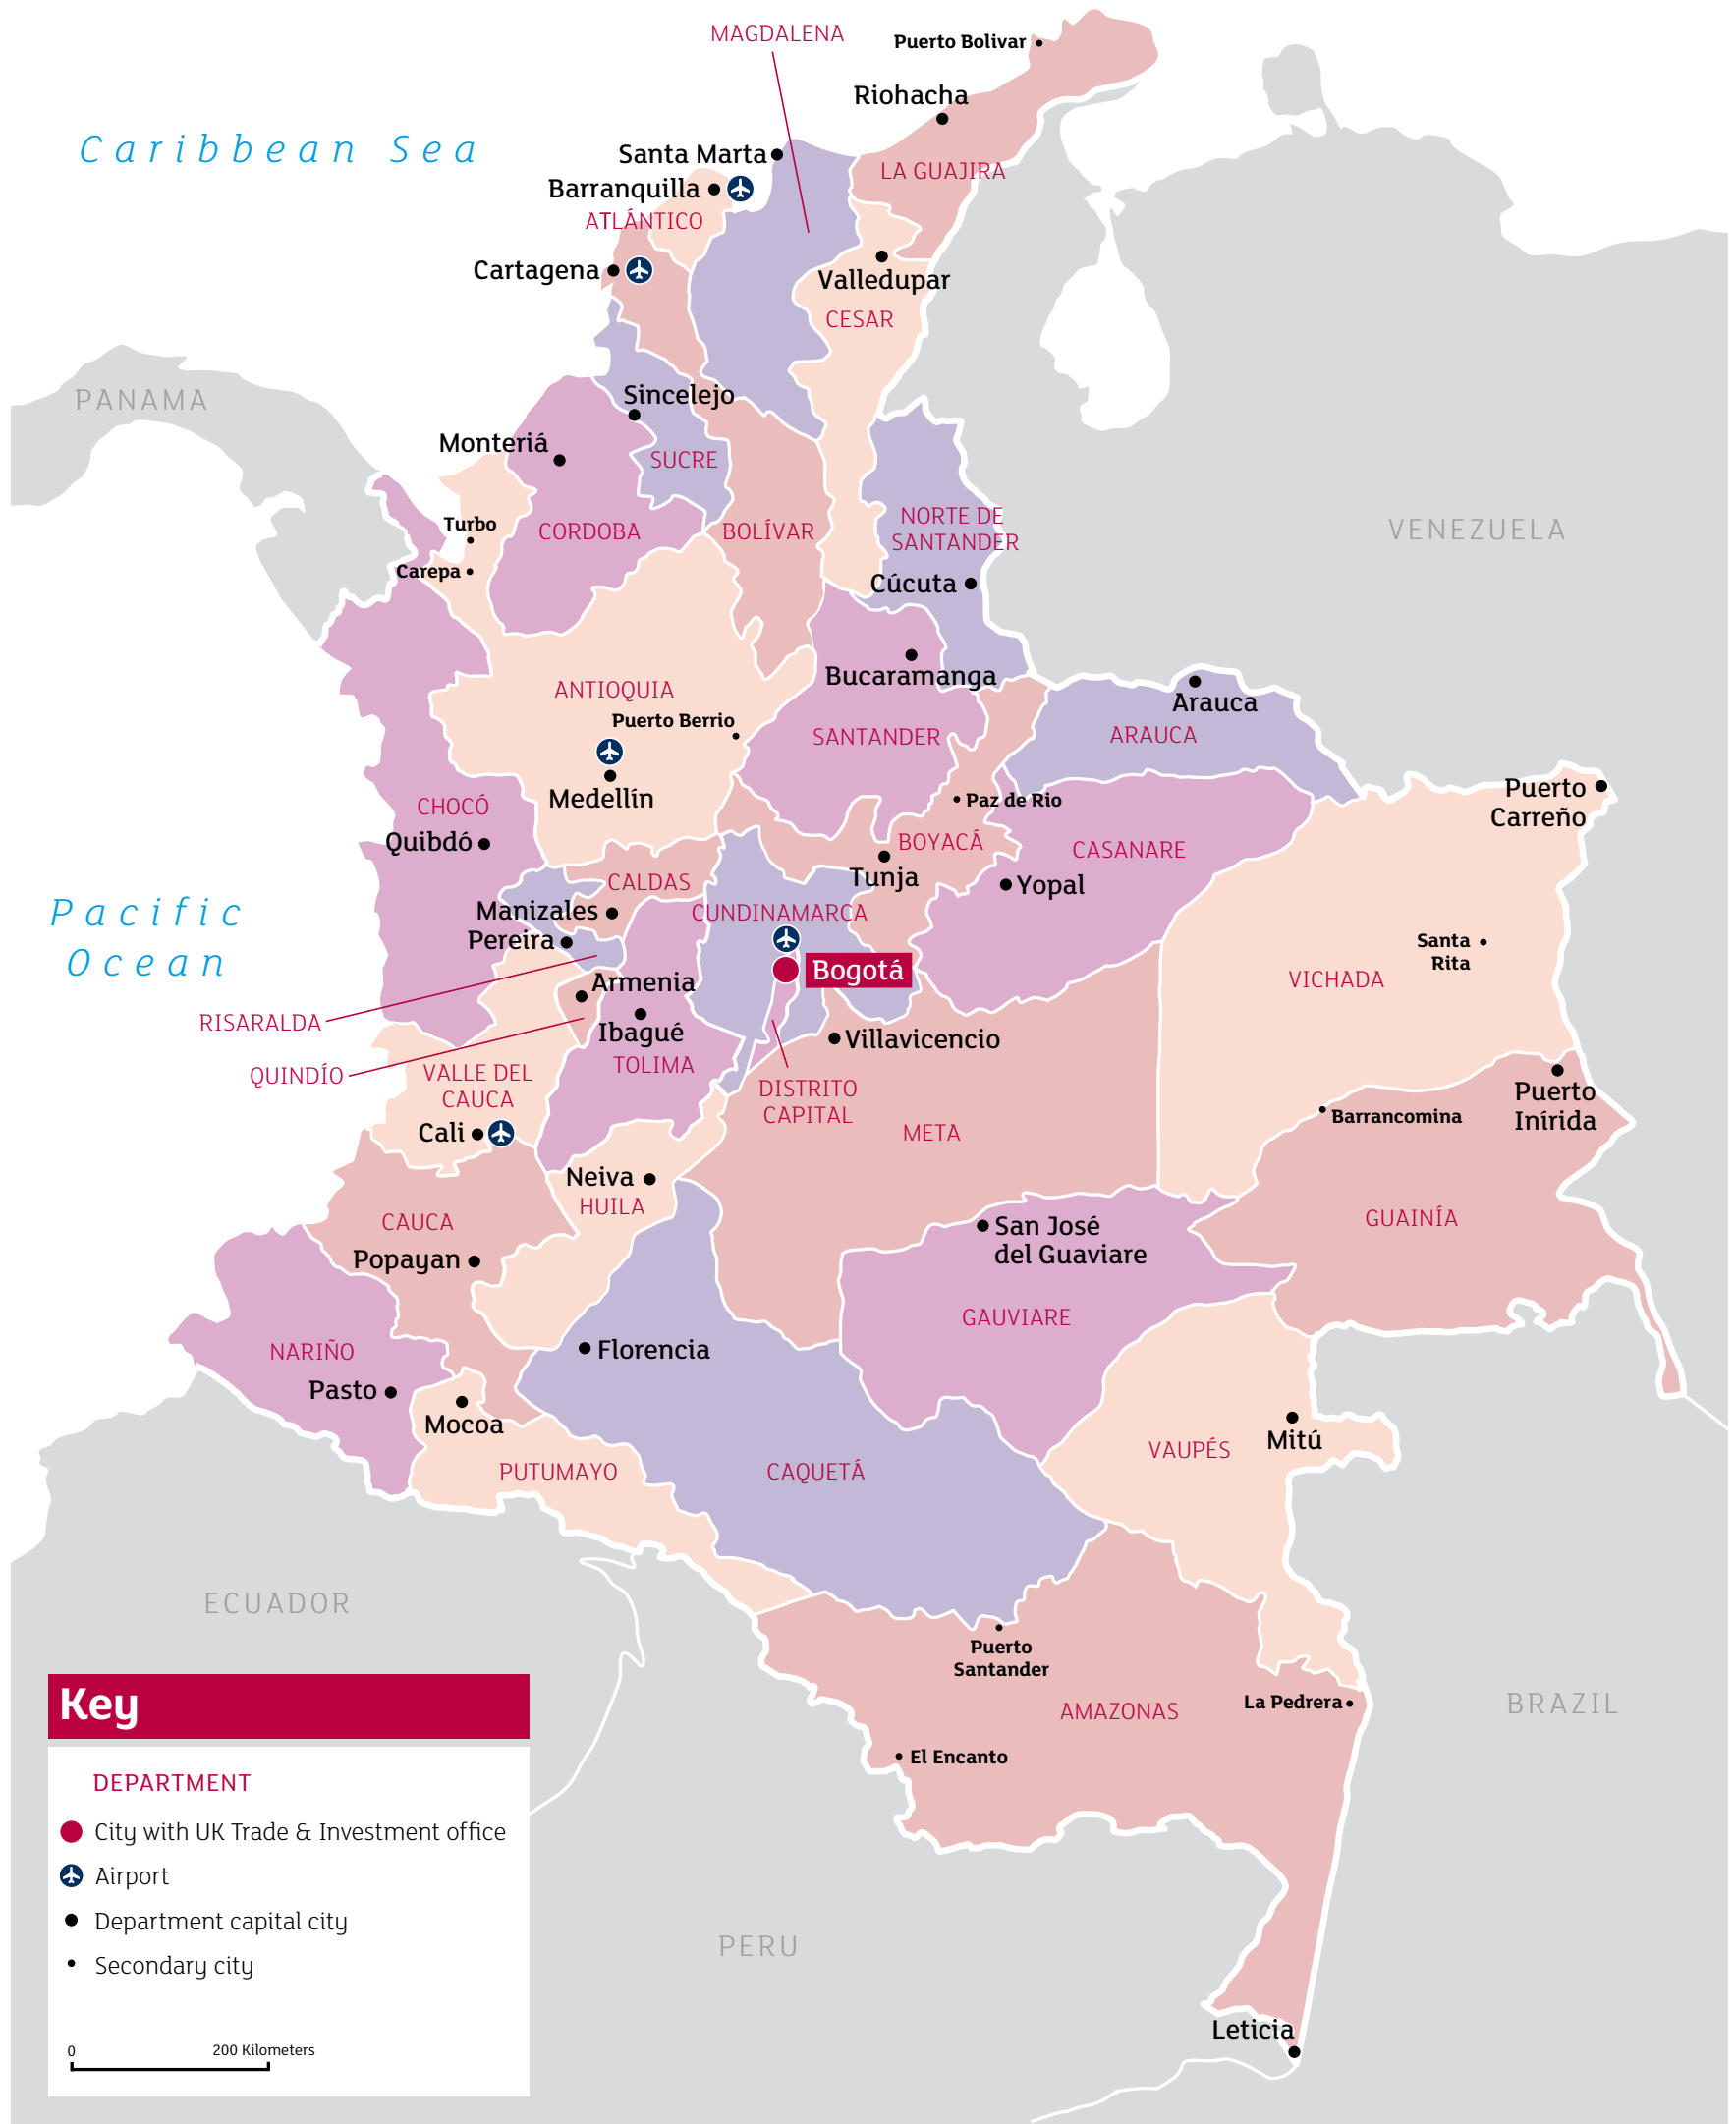 MAGDALENA
Puerto Bolivar
Riohacha
Caribbean Sea
Santa Marta
LA GUAJIRA
Barranquilla
ATLÁNTICO
Cartagena
Valledupar
CESAR
PANAMA
Sincelejo
Monteriá
SUCRE
Turbo
CORDOBA
BOLÍVAR
NORTE DE
SANTANDER
VENEZUELA
Carepa
Cúcuta
Bucaramanga
ANTIOQUIA
Arauca
Puerto Berrio
SANTANDER
ARAUCA
Medellín
Puerto
Carreño
CHOCÓ
Paz de Rio
Quibdó
BOYACÁ
CASANARE
Tunja
CALDAS
Yopal
Manizales
CUNDINAMARCA
Pacific
Ocean
Pereira
Santa
Rita
Bogotá
VICHADA
Armenia
RISARALDA
Ibagué
Villavicencio
TOLIMA
QUINDÍO
VALLE DEL
CAUCA
DISTRITO
CAPITAL
Puerto
Inírida
Barrancomina
Cali
META
Neiva
HUILA
CAUCA
San José
del Guaviare
GUAINÍA
Popayan
GAUVIARE
NARIÑO
Florencia
Pasto
Mocoa
VAUPÉS
Mitú
PUTUMAYO
CAQUETÁ
ECUADOR
Puerto
Santander
La Pedrera
BRAZIL
AMAZONAS
El Encanto
Key
DEPARTMENT
City with UK Trade & Investment office
Airport
Department capital city
Secondary city
PERU
0
200 Kilometers
Leticia